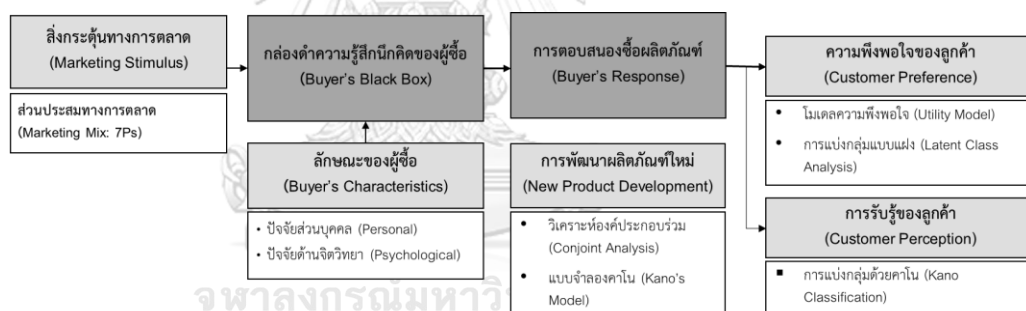 สิ่งกระตุ้นทางการตลาด
(Marketing Stimulus)
ส่วนประสมทางการตลาด
(Marketing Mix: 7Ps)
กล่องดำความรู้สึกนึกคิดของผู้ซื้อ
(Buyer's Black Box)
ลักษณะของผู้ซื้อ
(Buyer's Characteristics)
• ปัจจัยส่วนบุคคล (Personal)
• ปัจจัยด้านจิตวิทยา (Psychological)
การตอบสนองซื้อผลิตภัณฑ์
(Buyer's Response)
การพัฒนาผลิตภัณฑ์ใหม่
(New Product Development)
• วิเคราะห์องค์ประกอบร่วม
(Conjoint Analysis)
• แบบจำลองคาโน (Kano's
Model)
ความพึงพอใจของลูกค้า
(Customer Preference)
• โมเดลความพึงพอใจ (Utility Model)
• การแบ่งกลุ่มแบบแฝง (Latent Class
Analysis)
การรับรู้ของลูกค้า
(Customer Perception)
▪ การแบ่งกลุ่มด้วยคาโน (Kano
Classification)